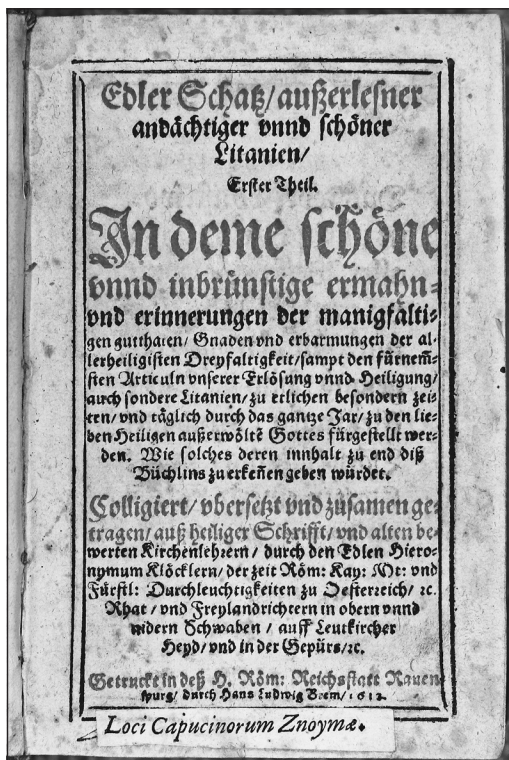 Edler Schatz/außerlesner
andächtiger vnnd schöner
Litanien/
Erster Theil.
In deme schöne
vnnd inbrünstige ermahn-
vnd erinnerungen der manigfälti-
gen gutthaten/ Gnaden vnd erbarmungen der al-
lerheiligisten Dreyfaltigkeit/sampt den fürnem̃-
sten Articuln vnserer Erlösung vnnd Heiligung/
auch sondere Litanien/ zu etlichen besondern zei-
ten/ vnd täglich durch das gantze Jar/ zu den lie-
ben Heiligen außerwölte͂ Gottes fürgestellt wer-
den. Wie solches deren innhalt zu end diß
Büchlins zu erkeñen geben würdet.
Colligiert/ vbersetzt vnd zůsamen ge-
tragen/ auß heiliger Schrifft/ vnd alten be-
werten Kirchenlehrern/ durch den Edlen Hiero-
nymum Klöcklern/ der zeit Röm: Kay: Mt: vnd
Fürstl: Durchleuchtigkeiten zu Oesterreich/ ꝛc.
Rhat/ vnd Freylandrichtern in obern vnnd
nidern Schwaben/ auff Leutkircher
Heyd/ vnd in der Gepürs/ꝛc.
Getruckt in deß H. Röm: Reichsstatt Rauen
spurg/ durch Hans Ludwig Brem/
Loci Capucinorum Znoymæ.